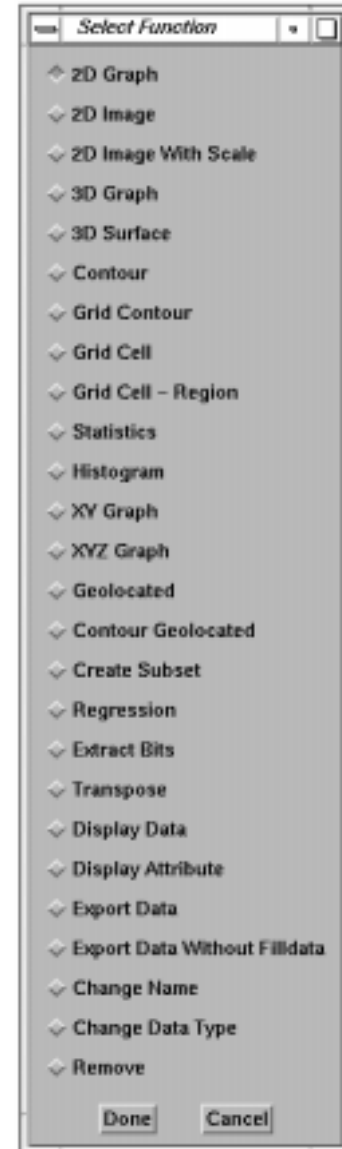 Select Function
2D Graph
2D Image
2D Image With Scale
3D Graph
3D Surface
Contour
Grid Contour
Grid Cell
Grid Cell – Region
Statistics
Histogram
XY Graph
XYZ Graph
Geolocated
Contour Geolocated
Create Subset
Regression
Extract Bits
Transpose
Display Data
Display Attribute
Export Data
Export Data Without Filldata
Change Name
Change Data Type
Remove
Done Cancel